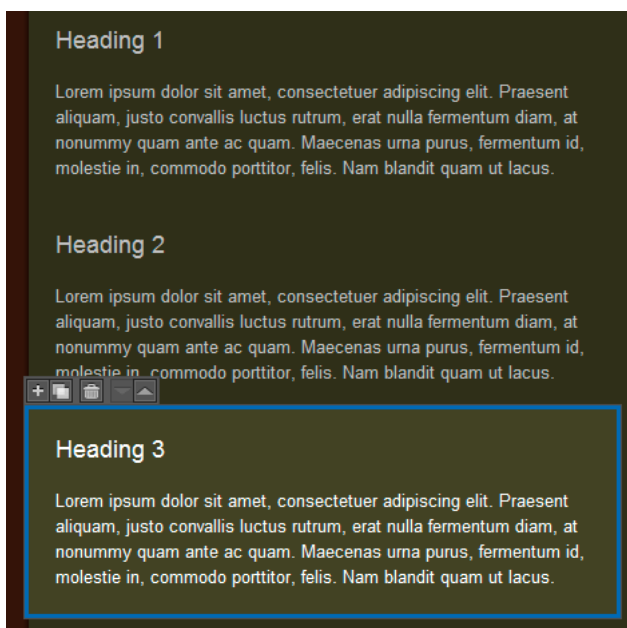 Heading 1
Lorem ipsum dolor sit amet, consectetuer adipiscing elit. Praesent
aliquam, justo convallis luctus rutrum, erat nulla fermentum diam, at
nonummy quam ante ac quam. Maecenas urna purus, fermentum id,
molestie in, commodo porttitor, felis. Nam blandit quam ut lacus.
Heading 2
Lorem ipsum dolor sit amet, consectetuer adipiscing elit. Praesent
aliquam, justo convallis luctus rutrum, erat nulla fermentum diam, at
nonummy quam ante ac quam. Maecenas urna purus, fermentum id,
molestie in, commodo porttitor, felis. Nam blandit quam ut lacus.
Heading 3
Lorem ipsum dolor sit amet, consectetuer adipiscing elit. Praesent
aliquam, justo convallis luctus rutrum, erat nulla fermentum diam, at
nonummy quam ante ac quam. Maecenas urna purus, fermentum id,
molestie in, commodo porttitor, felis. Nam blandit quam ut lacus.